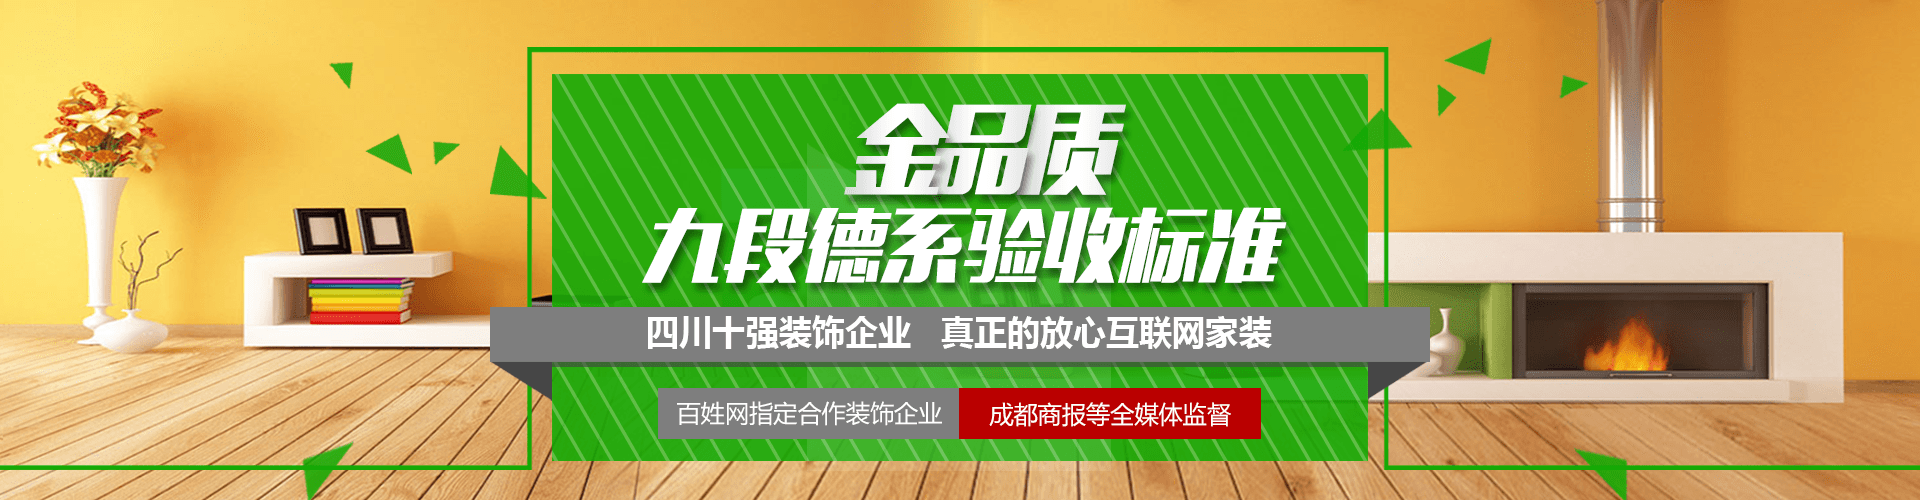 金品质
九段德系验收标准
四川十强装饰企业 真正的放心互联网家装
百姓网指定合作装饰企业 成都商报等全媒体监督